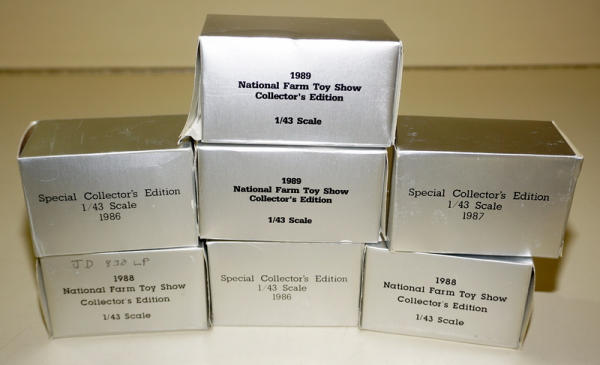 1989
National Farm Toy Show
Collector's Edition
1/43 Scale
Special Collector's Edition
1/43 Scale
1986
1989
National Farm Toy Show
Collector's Edition
1/43 Scale
Special Collector's Edition
1/43 Scale
1987
JD 830 LP
1988
National Farm Toy Show
Collector's Edition
1/43 Scale
Special Collector's Edition
1/43 Scale
1986
1988
National Farm Toy Show
Collector's Edition
1/43 Scale